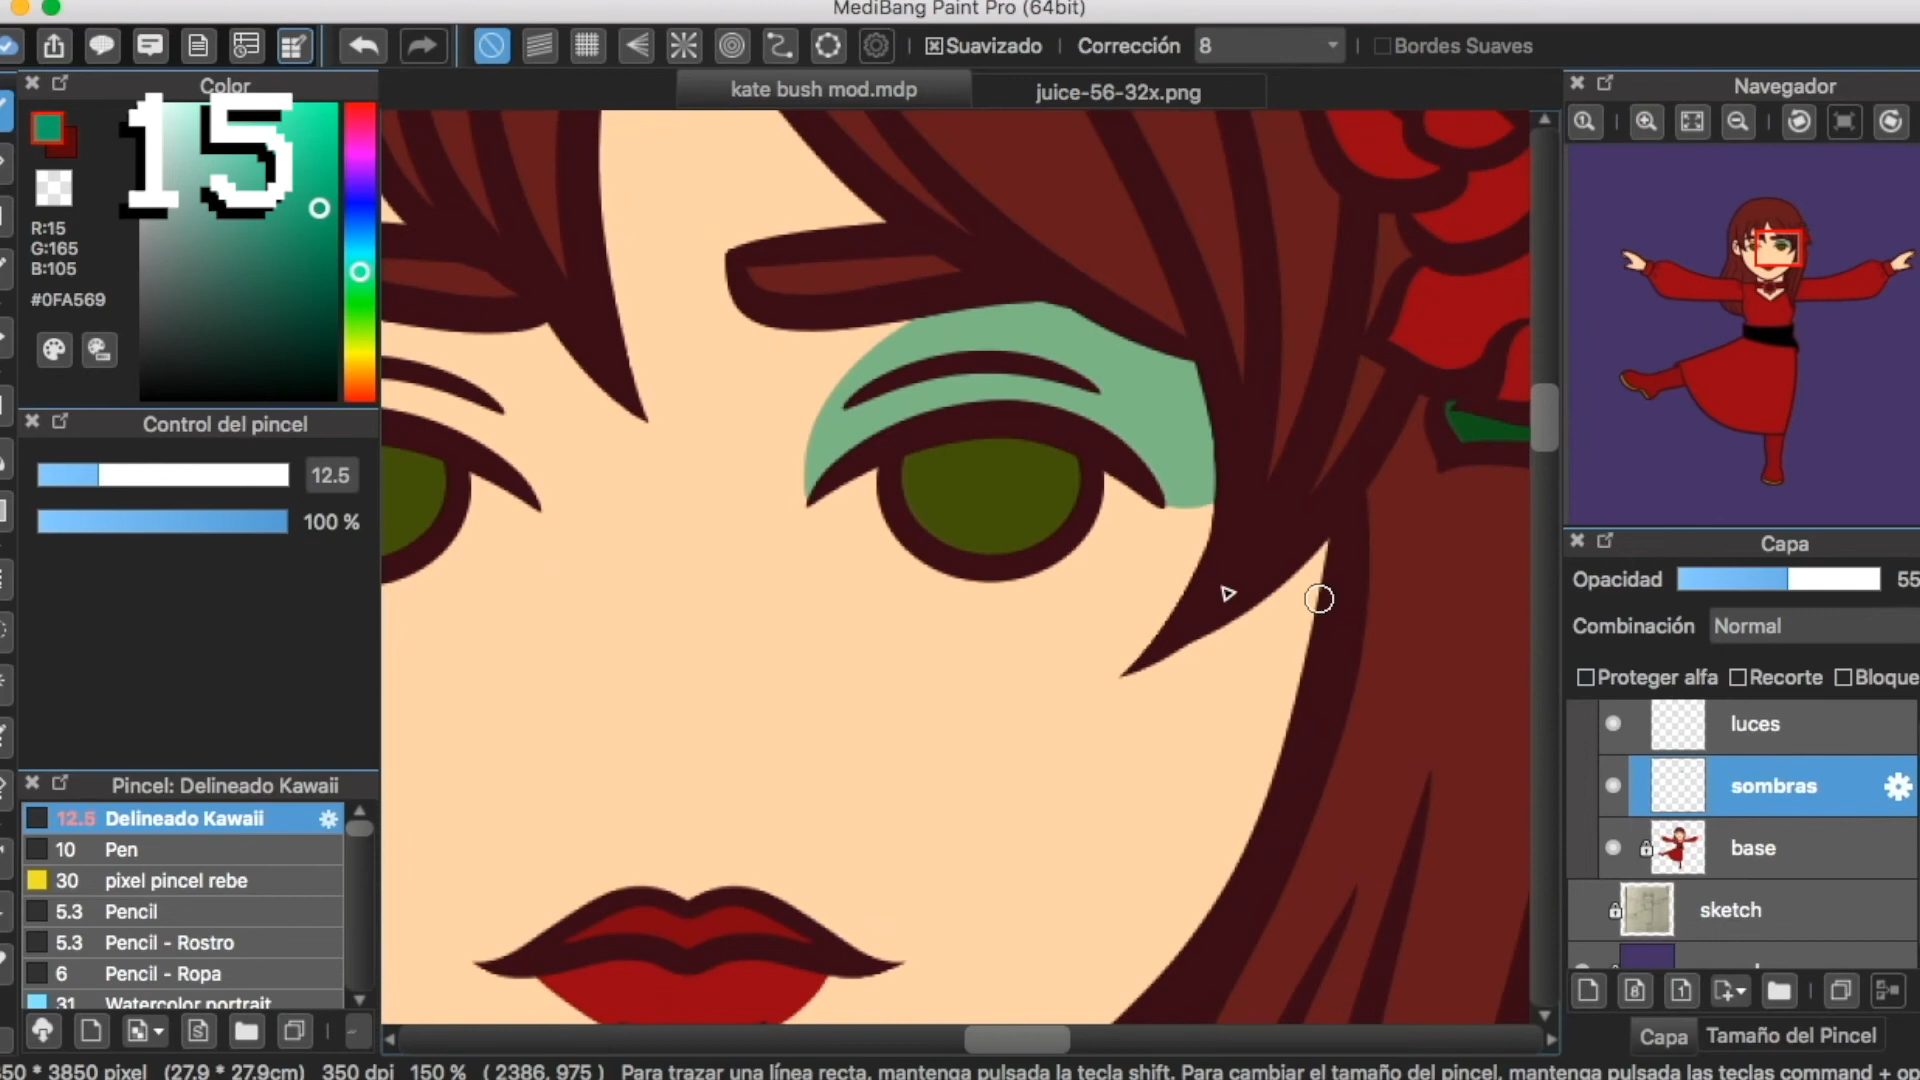 MediBang Paint Pro (64bit)
Suavizado
Corrección
8
Bordes Suaves
Color
kate bush mod.mdp
juice-56-32x.png
Navegador
15
R:15
G:165
B:105
#0FA569
Control del pincel
12.5
100 %
Capa
Opacidad
55
Combinación
Normal
Proteger alfa
Recorte
Bloque
luces
sombras
base
sketch
Pincel: Delineado Kawaii
12.5 Delineado Kawaii
10 Pen
30 pixel pincel rebe
5.3 Pencil
5.3 Pencil - Rostro
6 Pencil - Ropa
31 Watercolor portrait
Capa
Tamaño del Pincel
50 * 3850 pixel (27.9 * 27.9cm) 350 dpi 150 % ( 2386, 975 ) Para trazar una línea recta, mantenga pulsada la tecla shift. Para cambiar el tamaño del pincel, mantenga pulsadas las teclas command + op